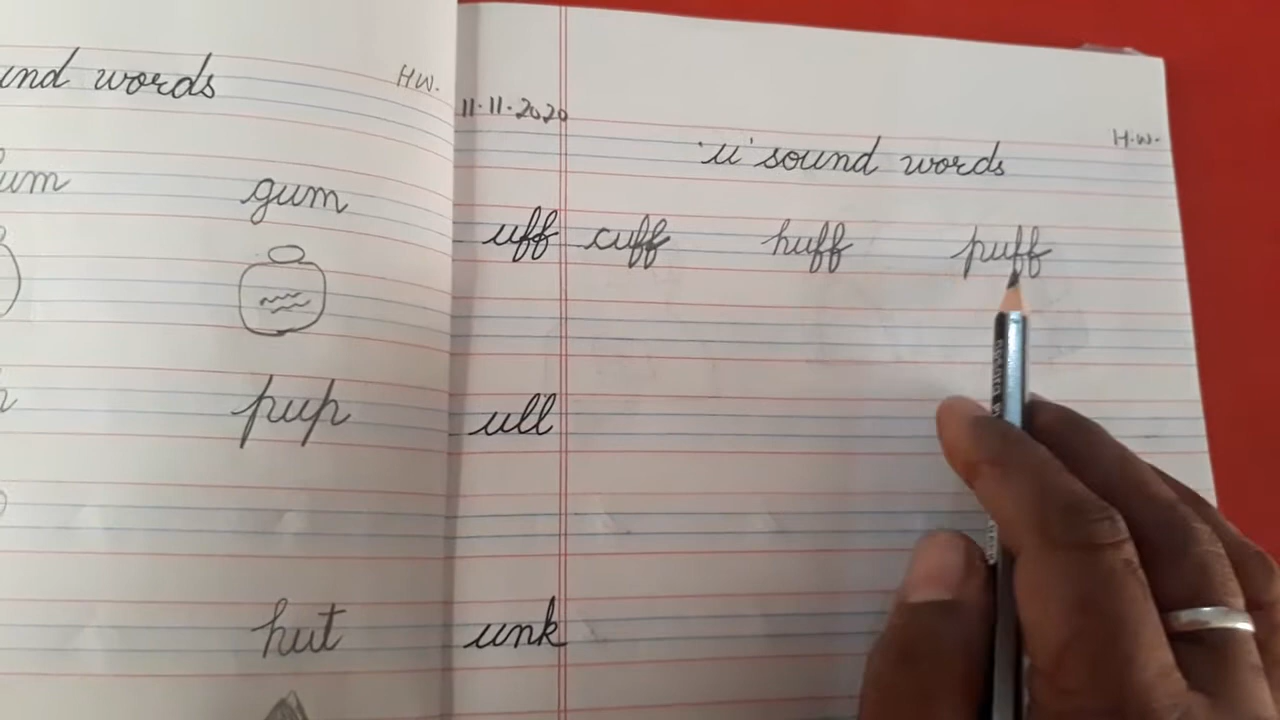 und words
H.W.
um
gum
pup
hut
11.11.2020
H.W.
'u' sound words
uff cuff huff puff
ull
unk